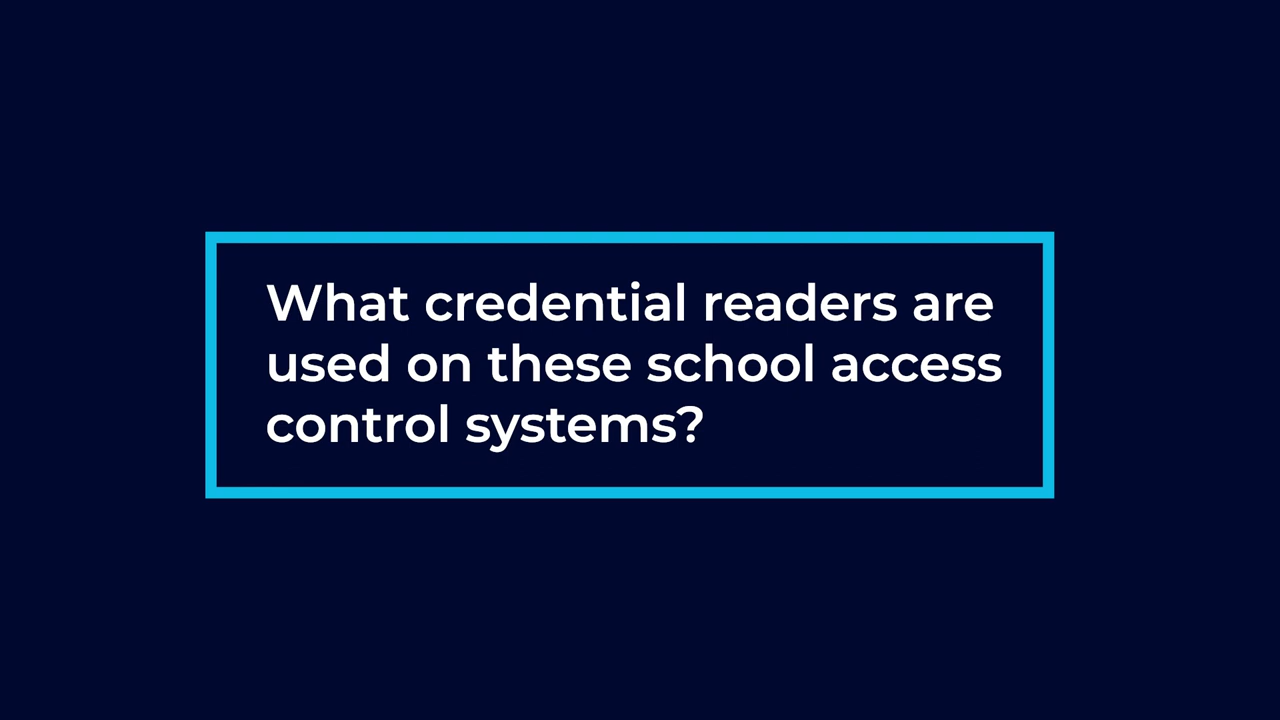 What credential readers are
used on these school access
control systems?